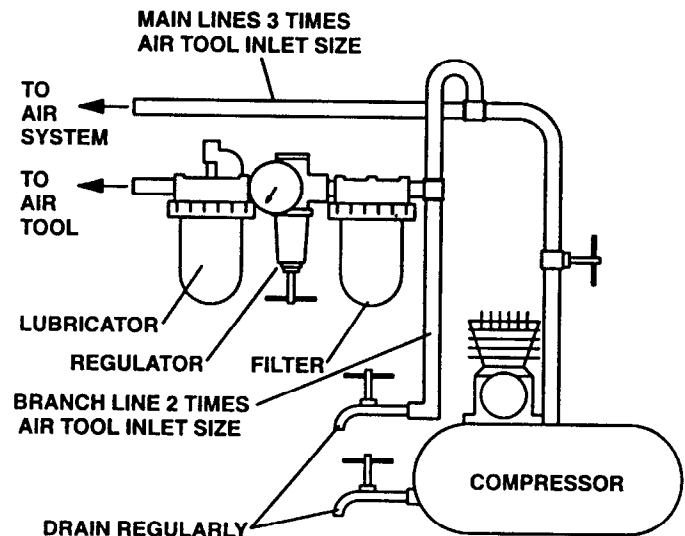 MAIN LINES 3 TIMES
AIR TOOL INLET SIZE
TO
AIR
SYSTEM
TO
AIR
TOOL
LUBRICATOR
REGULATOR
FILTER
BRANCH LINE 2 TIMES
AIR TOOL INLET SIZE
COMPRESSOR
DRAIN REGULARLY